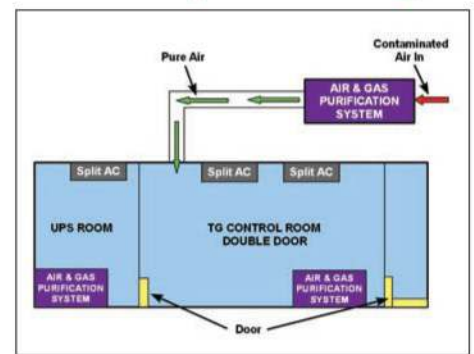 Contaminated
Air In
Pure Air
AIR & GAS
PURIFICATION
SYSTEM
Split AC
Split AC
Split AC
UPS ROOM
TG CONTROL ROOM
DOUBLE DOOR
AIR & GAS
PURIFICATION
SYSTEM
AIR & GAS
PURIFICATION
SYSTEM
Door